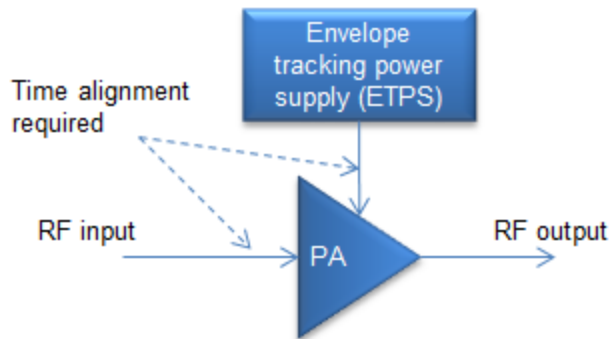 Envelope
tracking power
supply (ETPS)
Time alignment
required
RF input
PA
RF output